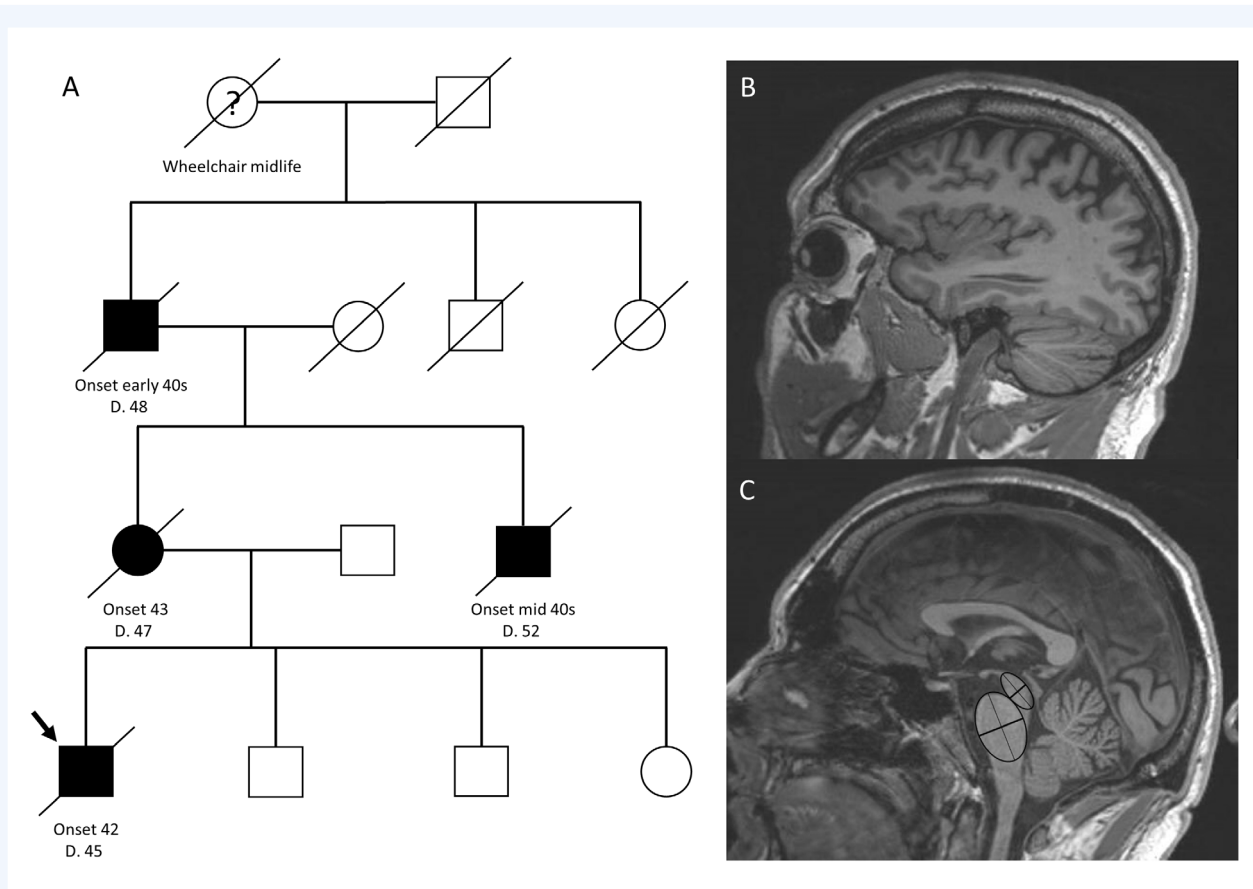 A
?
Wheelchair midlife
Onset early 40s
D. 48
Onset 43
D. 47
Onset mid 40s
D. 52
Onset 42
D. 45
B
C